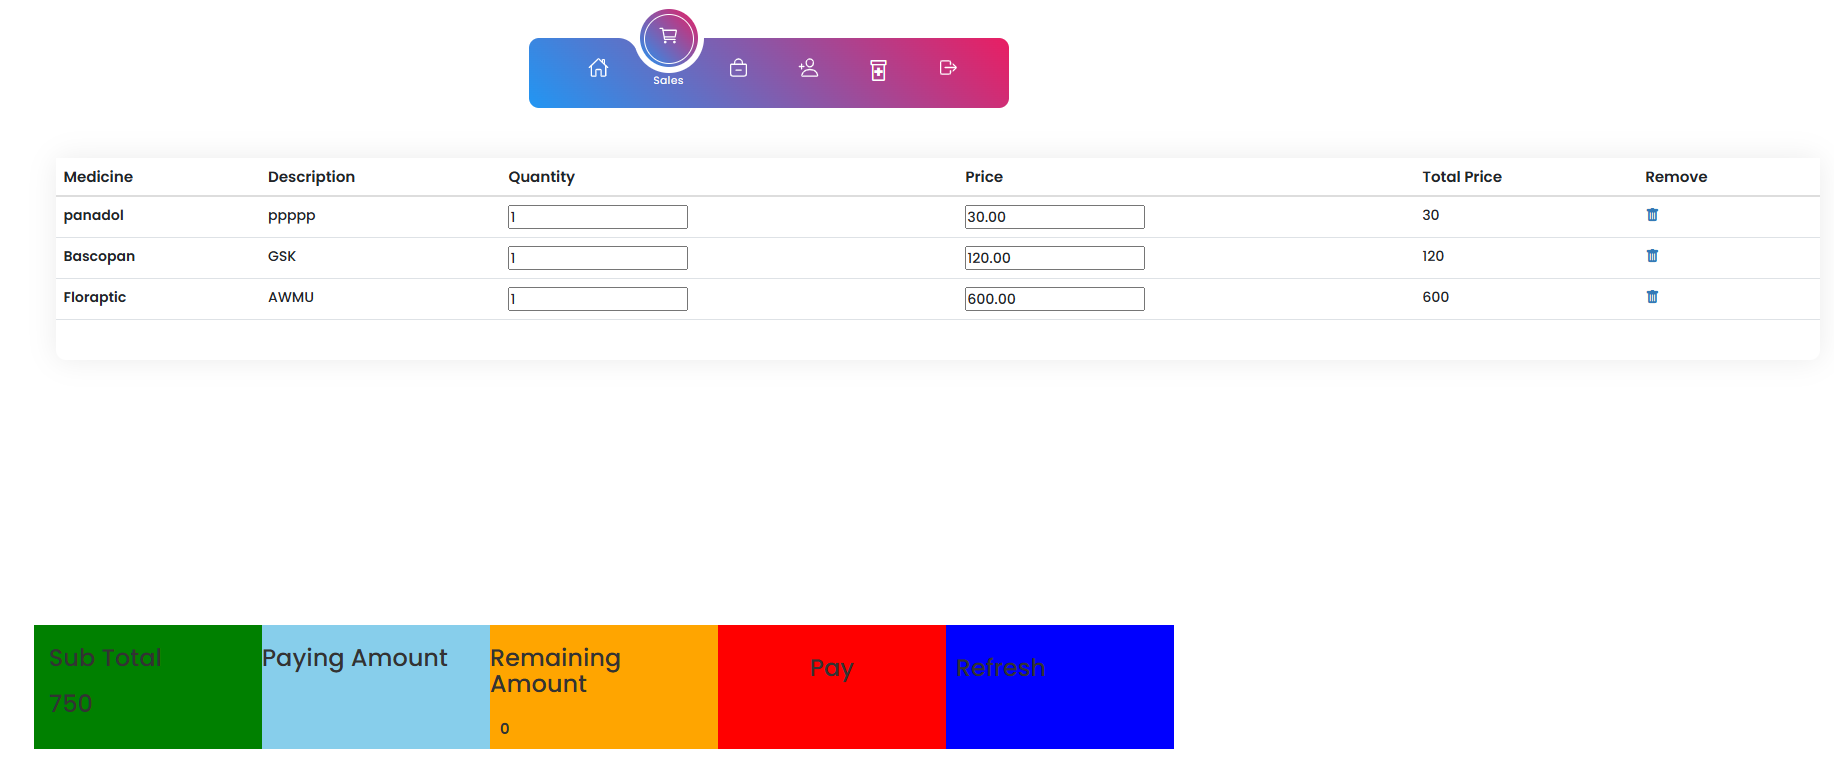 Sales
Medicine Description Quantity Price Total Price Remove
panadol ppppp 1 30.00 30
Bascopan GSK 1 120.00 120
Floraptic AWMU 1 600.00 600
Sub Total Paying Amount Remaining Amount Pay Refresh
750 0